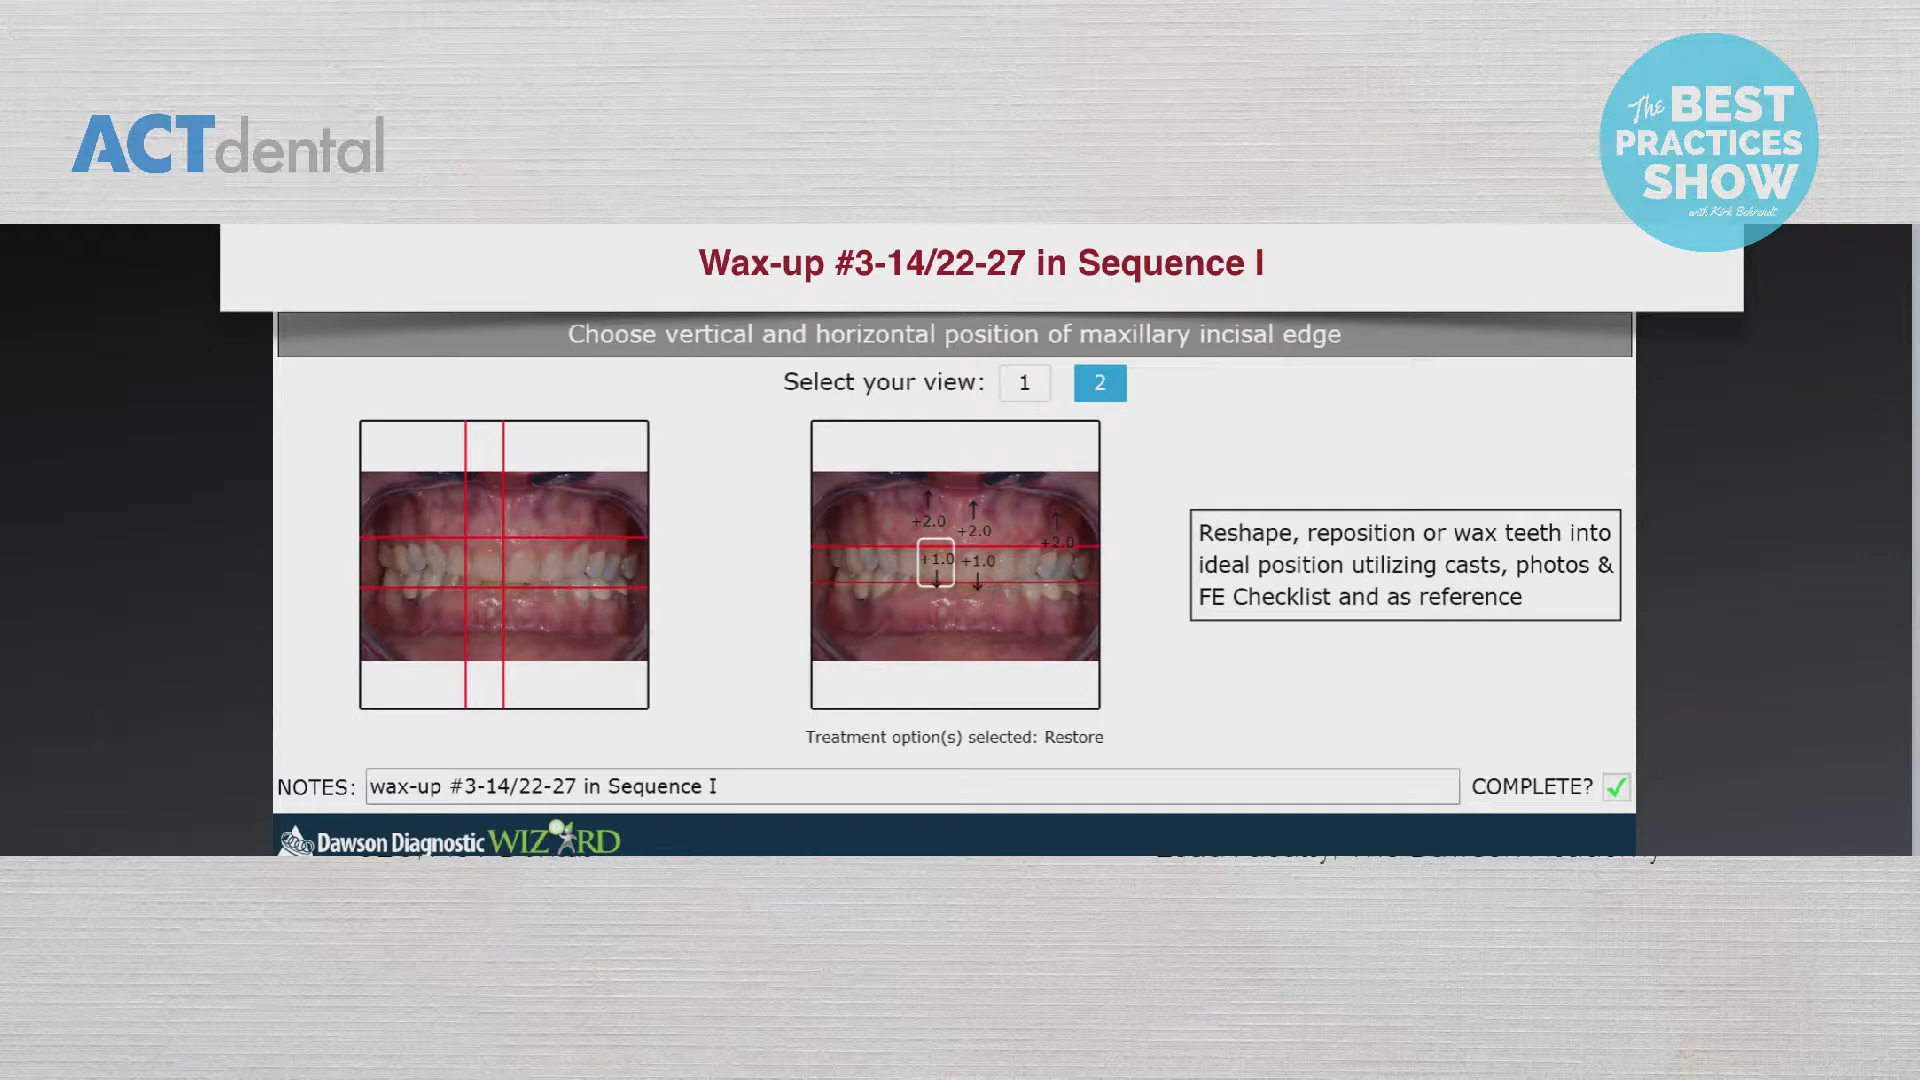 ACTdental
The BEST
PRACTICES
SHOW
with Kirk Behrendt
Wax-up #3-14/22-27 in Sequence I
Choose vertical and horizontal position of maxillary incisal edge
Select your view: 1 2
+2.0
+2.0
+2.0
+1.0 +1.0
Reshape, reposition or wax teeth into
ideal position utilizing casts, photos &
FE Checklist and as reference
Treatment option(s) selected: Restore
NOTES: wax-up #3-14/22-27 in Sequence I COMPLETE?
Dawson Diagnostic WIZARD